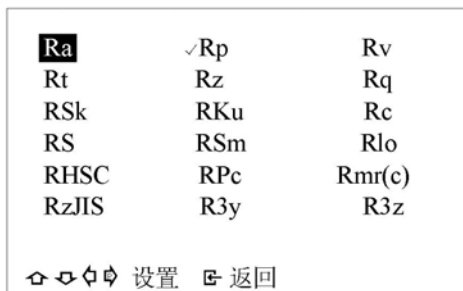 Ra ✓Rp Rv
Rt Rz Rq
RSk RKu Rc
RS RSm Rlo
RHSC RPc Rmr(c)
RzJIS R3y R3z
设置 返回